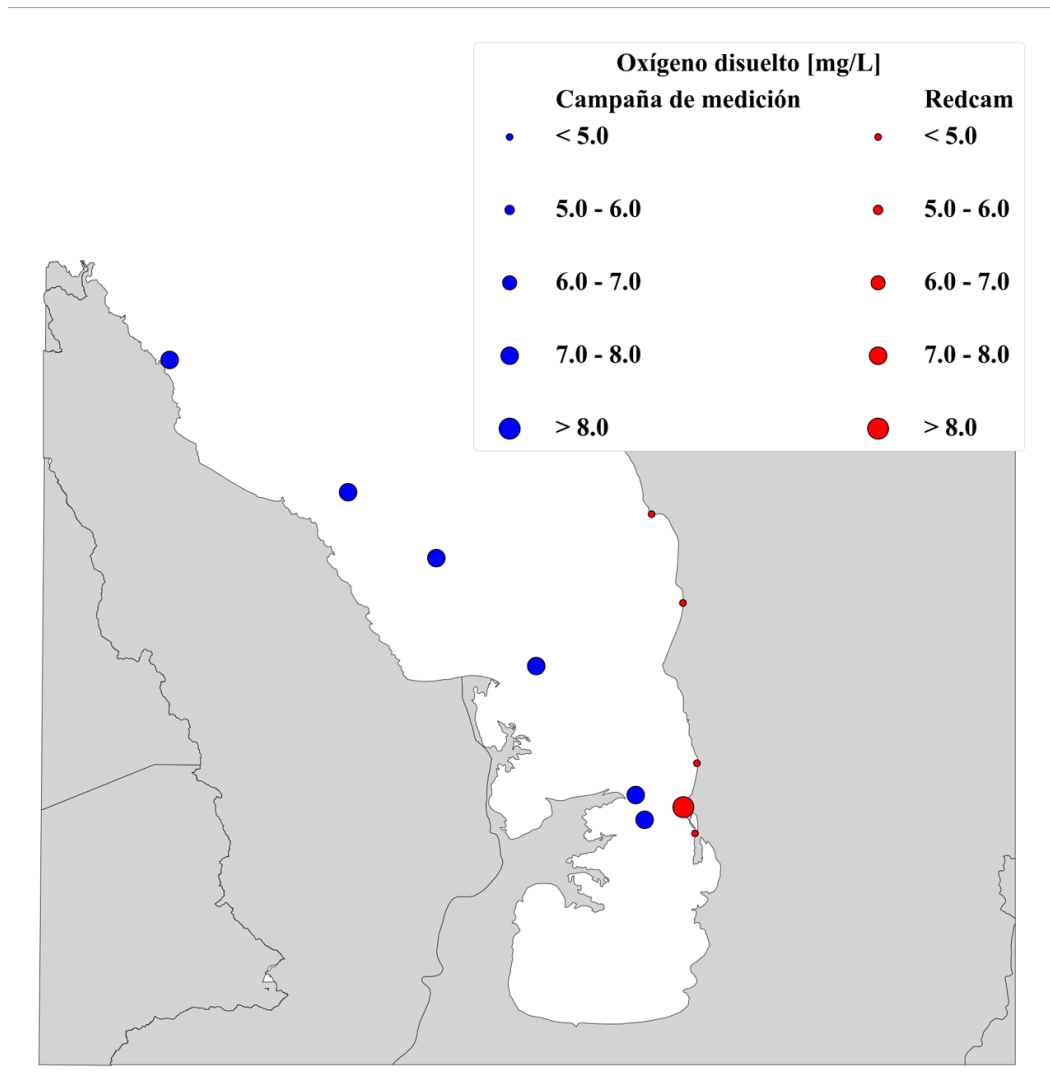 Oxígeno disuelto [mg/L]
Campaña de medición Redcam
< 5.0 < 5.0
5.0 - 6.0 5.0 - 6.0
6.0 - 7.0 6.0 - 7.0
7.0 - 8.0 7.0 - 8.0
> 8.0 > 8.0